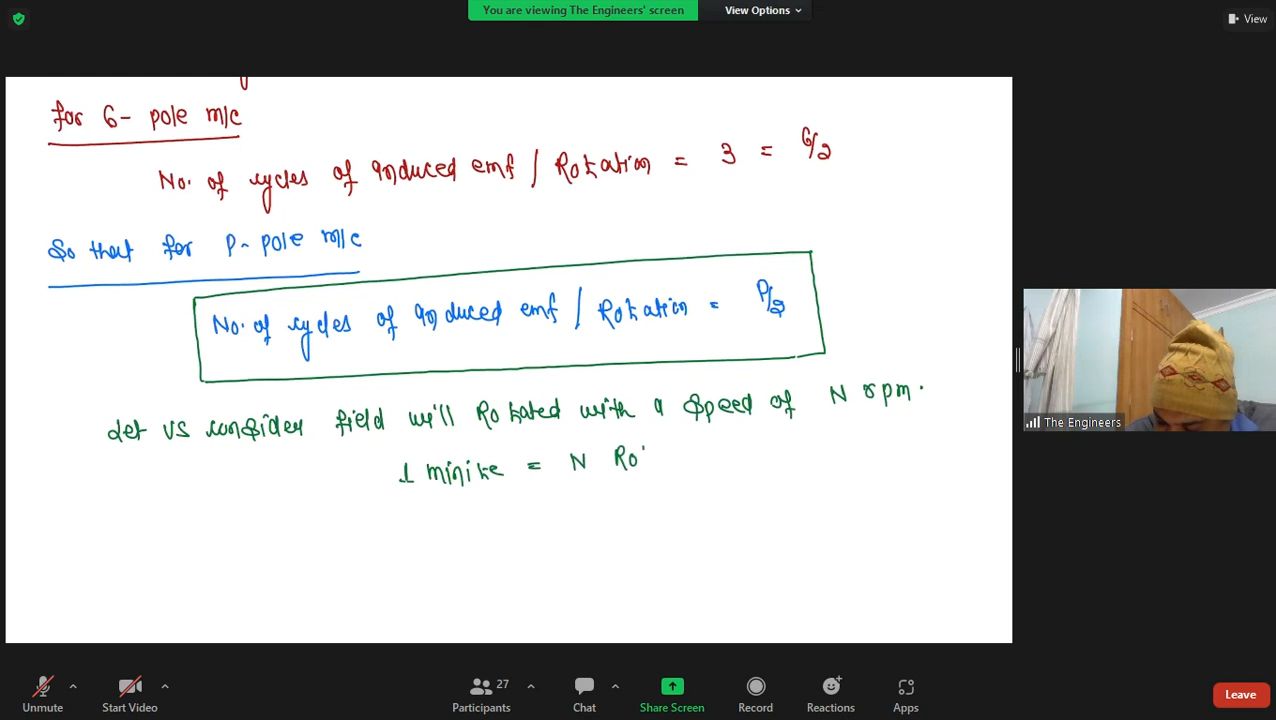 You are viewing The Engineers' screen
View Options
View
for 6- pole m/c
No. of cycles of induced emf / Rotation = 3 = 6/2
So that for P- pole m/c
No. of cycles of induced emf / Rotation = P/2
Let us consider field will Rotated with a speed of N rpm.
1 minite = N Ro
The Engineers
Unmute
Start Video
Participants
27
Chat
Share Screen
Record
Reactions
Apps
Leave